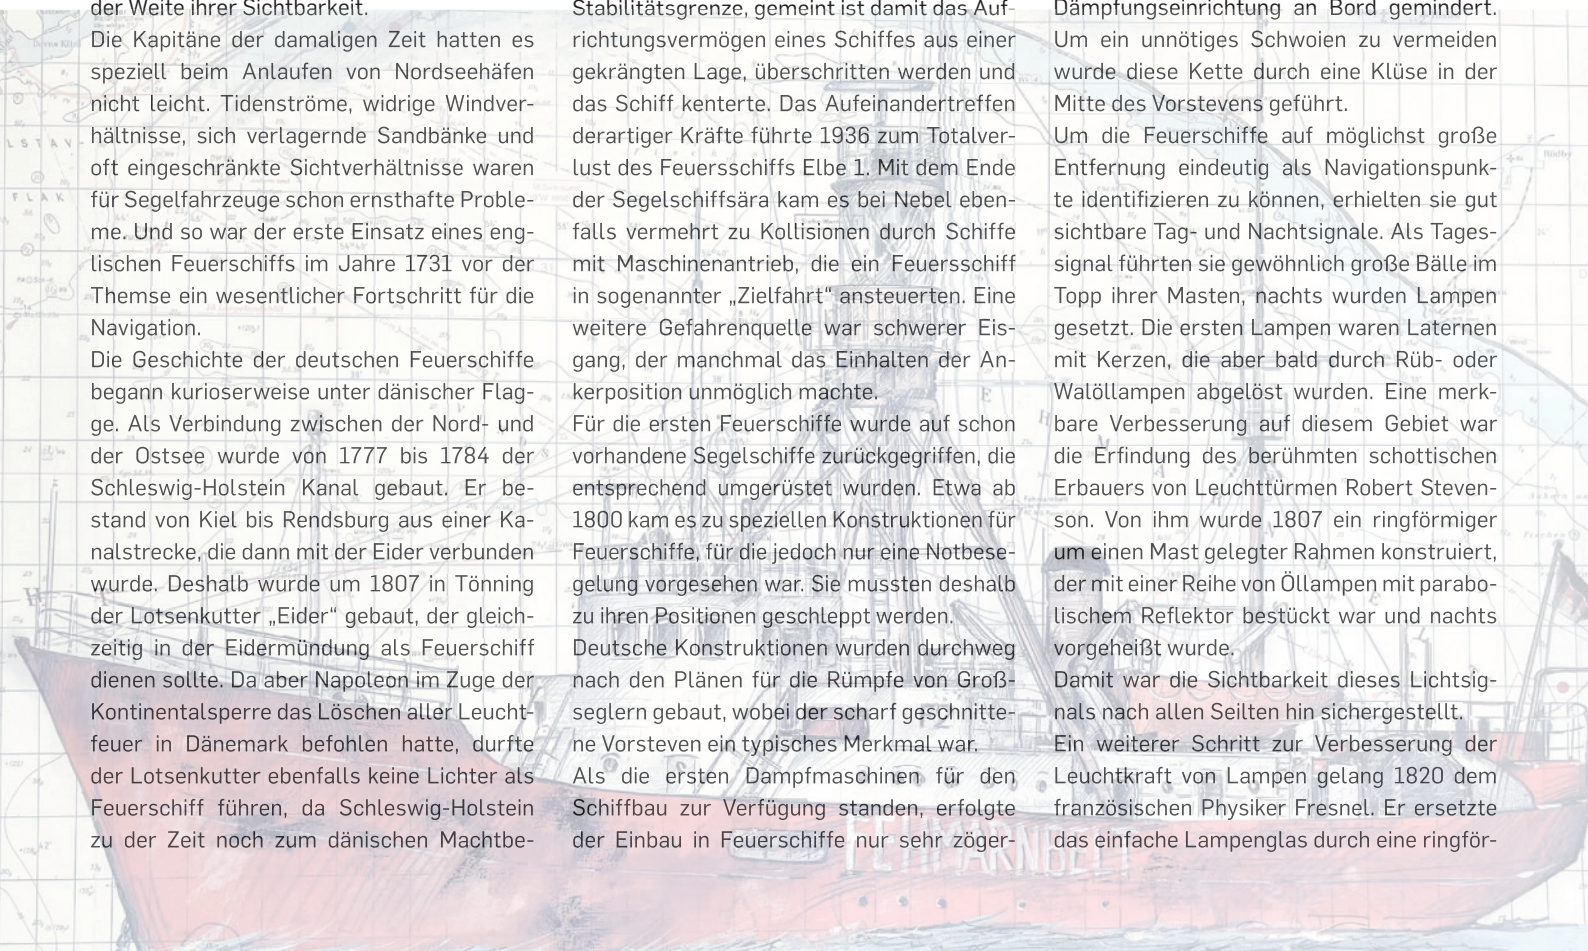 der Weite ihrer Sichtbarkeit.
Die Kapitäne der damaligen Zeit hatten es
speziell beim Anlaufen von Nordseehäfen
nicht leicht. Tidenströme, widrige Windver-
hältnisse, sich verlagernde Sandbänke und
oft eingeschränkte Sichtverhältnisse waren
für Segelfahrzeuge schon ernsthafte Proble-
me. Und so war der erste Einsatz eines eng-
lischen Feuerschiffs im Jahre 1731 vor der
Themse ein wesentlicher Fortschritt für die
Navigation.
Die Geschichte der deutschen Feuerschiffe
begann kurioserweise unter dänischer Flag-
ge. Als Verbindung zwischen der Nord- und
der Ostsee wurde von 1777 bis 1784 der
Schleswig-Holstein Kanal gebaut. Er be-
stand von Kiel bis Rendsburg aus einer Ka-
nalstrecke, die dann mit der Eider verbunden
wurde. Deshalb wurde um 1807 in Tönning
der Lotsenkutter „Eider“ gebaut, der gleich-
zeitig in der Eidermündung als Feuerschiff
dienen sollte. Da aber Napoleon im Zuge der
Kontinentalsperre das Löschen aller Leucht-
feuer in Dänemark befohlen hatte, durfte
der Lotsenkutter ebenfalls keine Lichter als
Feuerschiff führen, da Schleswig-Holstein
zu der Zeit noch zum dänischen Machtbe-
Stabilitätsgrenze, gemeint ist damit das Auf-
richtungsvermögen eines Schiffes aus einer
gekrängten Lage, überschritten werden und
das Schiff kenterte. Das Aufeinandertreffen
derartiger Kräfte führte 1936 zum Totalver-
lust des Feuersschiffs Elbe 1. Mit dem Ende
der Segelschiffsära kam es bei Nebel eben-
falls vermehrt zu Kollisionen durch Schiffe
mit Maschinenantrieb, die ein Feuersschiff
in sogenannter „Zielfahrt“ ansteuerten. Eine
weitere Gefahrenquelle war schwerer Eis-
gang, der manchmal das Einhalten der An-
kerposition unmöglich machte.
Für die ersten Feuerschiffe wurde auf schon
vorhandene Segelschiffe zurückgegriffen, die
entsprechend umgerüstet wurden. Etwa ab
1800 kam es zu speziellen Konstruktionen für
Feuerschiffe, für die jedoch nur eine Notbese-
gelung vorgesehen war. Sie mussten deshalb
zu ihren Positionen geschleppt werden.
Deutsche Konstruktionen wurden durchweg
nach den Plänen für die Rümpfe von Groß-
seglern gebaut, wobei der scharf geschnitte-
ne Vorsteven ein typisches Merkmal war.
Als die ersten Dampfmaschinen für den
Schiffbau zur Verfügung standen, erfolgte
der Einbau in Feuerschiffe nur sehr zöger-
Dämpfungseinrichtung an Bord gemindert.
Um ein unnötiges Schwoien zu vermeiden
wurde diese Kette durch eine Klüse in der
Mitte des Vorstevens geführt.
Um die Feuerschiffe auf möglichst große
Entfernung eindeutig als Navigationspunk-
te identifizieren zu können, erhielten sie gut
sichtbare Tag- und Nachtsignale. Als Tages-
signal führten sie gewöhnlich große Bälle im
Topp ihrer Masten, nachts wurden Lampen
gesetzt. Die ersten Lampen waren Laternen
mit Kerzen, die aber bald durch Rüb- oder
Walöllampen abgelöst wurden. Eine merk-
bare Verbesserung auf diesem Gebiet war
die Erfindung des berühmten schottischen
Erbauers von Leuchttürmen Robert Steven-
son. Von ihm wurde 1807 ein ringförmiger
um einen Mast gelegter Rahmen konstruiert,
der mit einer Reihe von Öllampen mit parabo-
lischem Reflektor bestückt war und nachts
vorgeheißt wurde.
Damit war die Sichtbarkeit dieses Lichtsig-
nals nach allen Seilten hin sichergestellt.
Ein weiterer Schritt zur Verbesserung der
Leuchtkraft von Lampen gelang 1820 dem
französischen Physiker Fresnel. Er ersetzte
das einfache Lampenglas durch eine ringför-
FEHMARNBELT